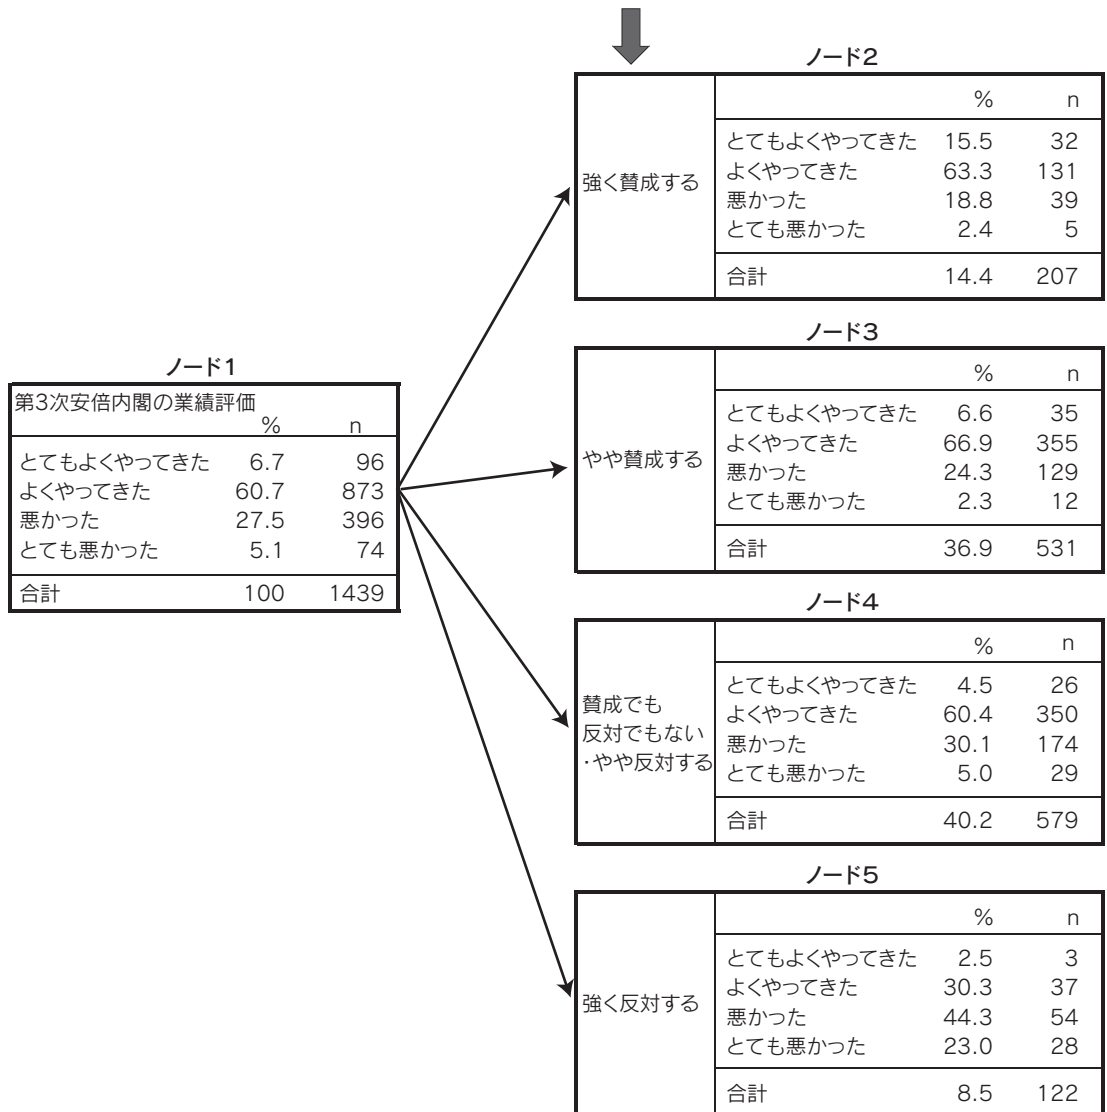 ノード1
第3次安倍内閣の業績評価
% n
とてもよくやってきた 6.7 96
よくやってきた 60.7 873
悪かった 27.5 396
とても悪かった 5.1 74
合計 100 1439
ノード2
強く賛成する
% n
とてもよくやってきた 15.5 32
よくやってきた 63.3 131
悪かった 18.8 39
とても悪かった 2.4 5
合計 14.4 207
ノード3
やや賛成する
% n
とてもよくやってきた 6.6 35
よくやってきた 66.9 355
悪かった 24.3 129
とても悪かった 2.3 12
合計 36.9 531
ノード4
賛成でも
反対でもない
・やや反対する
% n
とてもよくやってきた 4.5 26
よくやってきた 60.4 350
悪かった 30.1 174
とても悪かった 5.0 29
合計 40.2 579
ノード5
強く反対する
% n
とてもよくやってきた 2.5 3
よくやってきた 30.3 37
悪かった 44.3 54
とても悪かった 23.0 28
合計 8.5 122